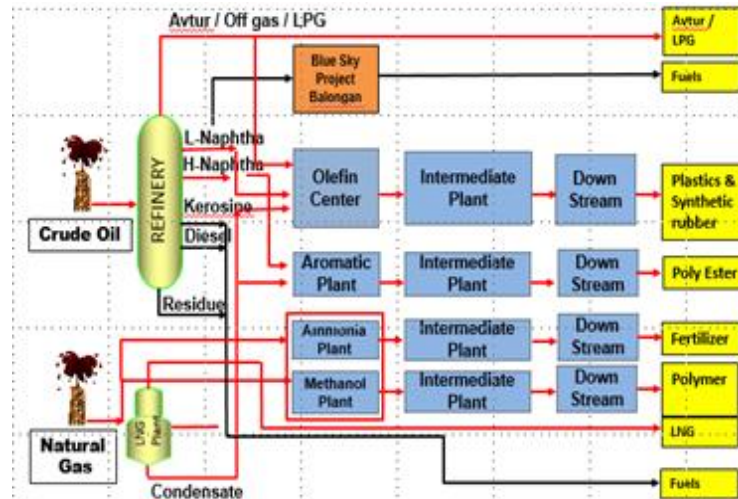 Avtur / Off gas / LPG
Avtur /
LPG
Blue Sky
Project
Balongan
Fuels
REFINERY
L-Naphtha
H-Naphtha
Kerosine
Diesel
Residue
Crude Oil
Olefin
Center
Intermediate
Plant
Down
Stream
Plastics &
Synthetic
rubber
Aromatic
Plant
Intermediate
Plant
Down
Stream
Poly Ester
Ammonia
Plant
Intermediate
Plant
Down
Stream
Fertilizer
Methanol
Plant
Intermediate
Plant
Down
Stream
Polymer
LNG
Plant
LNG
Natural
Gas
Condensate
Fuels